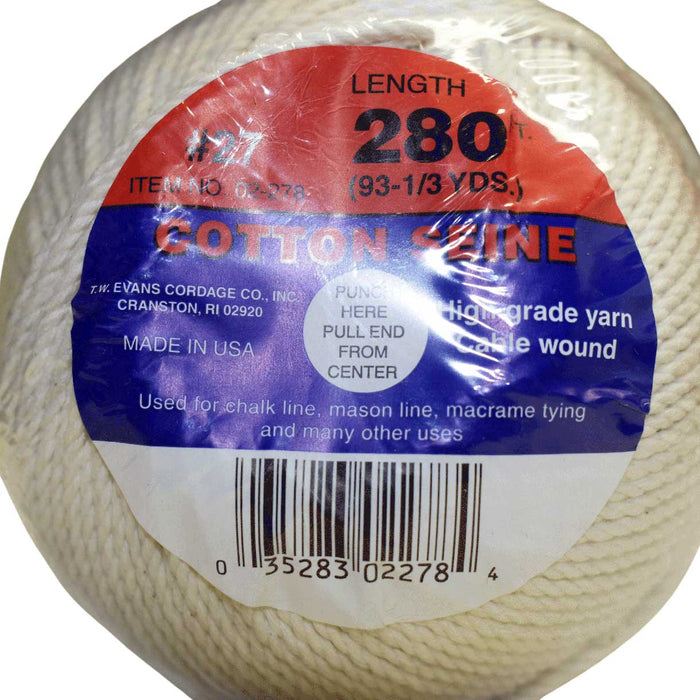 LENGTH
#27
280 FT.
ITEM NO. 02-278
(93-1/3 YDS.)
COTTON SEINE
T.W. EVANS CORDAGE CO., INC.
CRANSTON, RI 02920
MADE IN USA
PUNCH
HERE
PULL END
FROM
CENTER
High-grade yarn
Cable wound
Used for chalk line, mason line, macrame tying
and many other uses
0 35283 02278 4